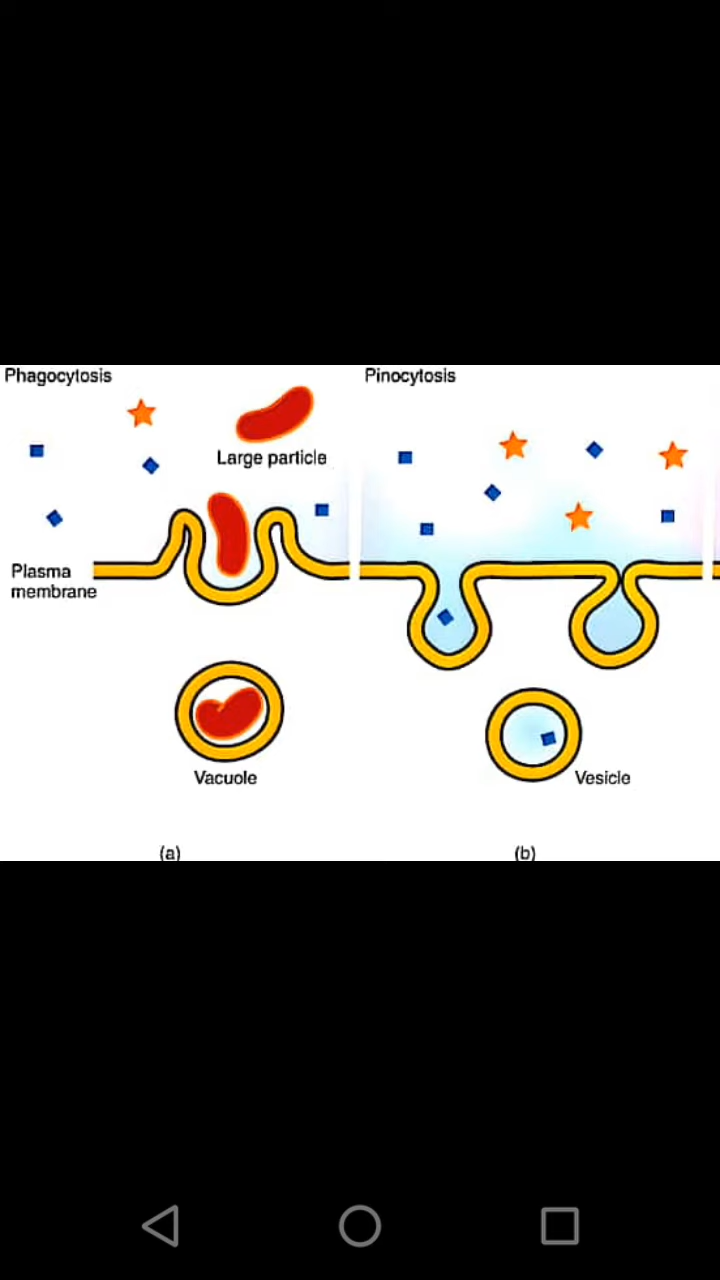 Phagocytosis
Large particle
Plasma
membrane
Vacuole
(a)
Pinocytosis
Vesicle
(b)